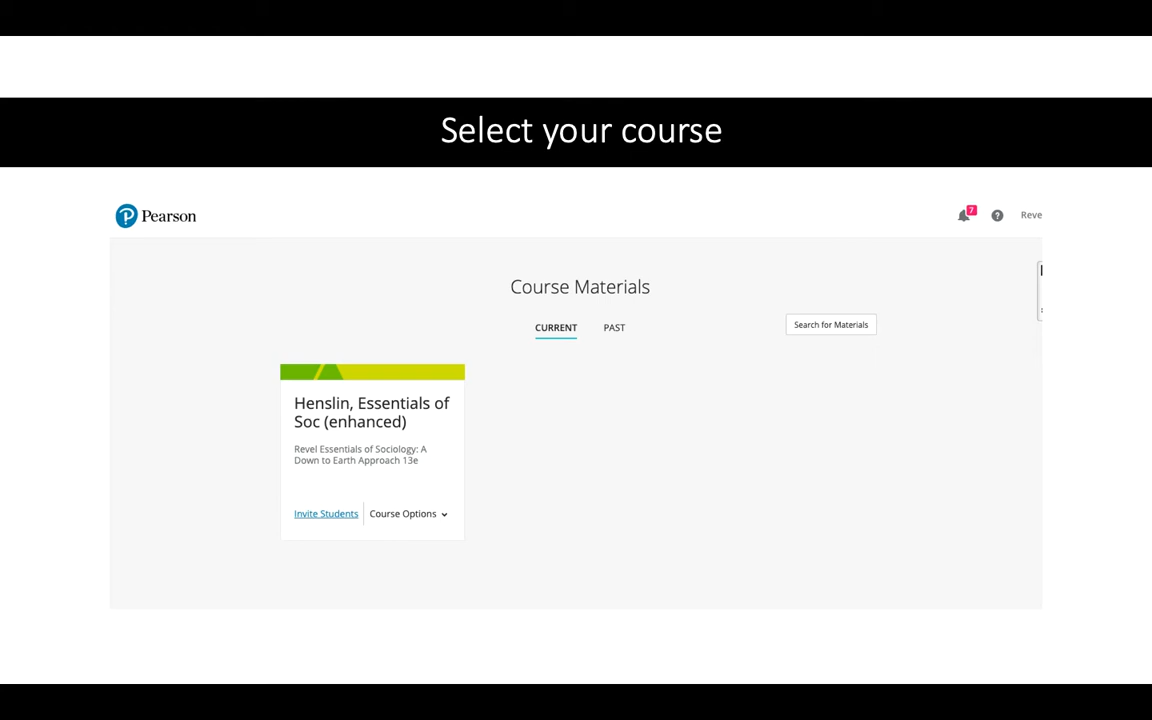 Select your course
Pearson
7
?
Reve
Course Materials
CURRENT PAST
Search for Materials
Henslin, Essentials of
Soc (enhanced)
Revel Essentials of Sociology: A
Down to Earth Approach 13e
Invite Students Course Options